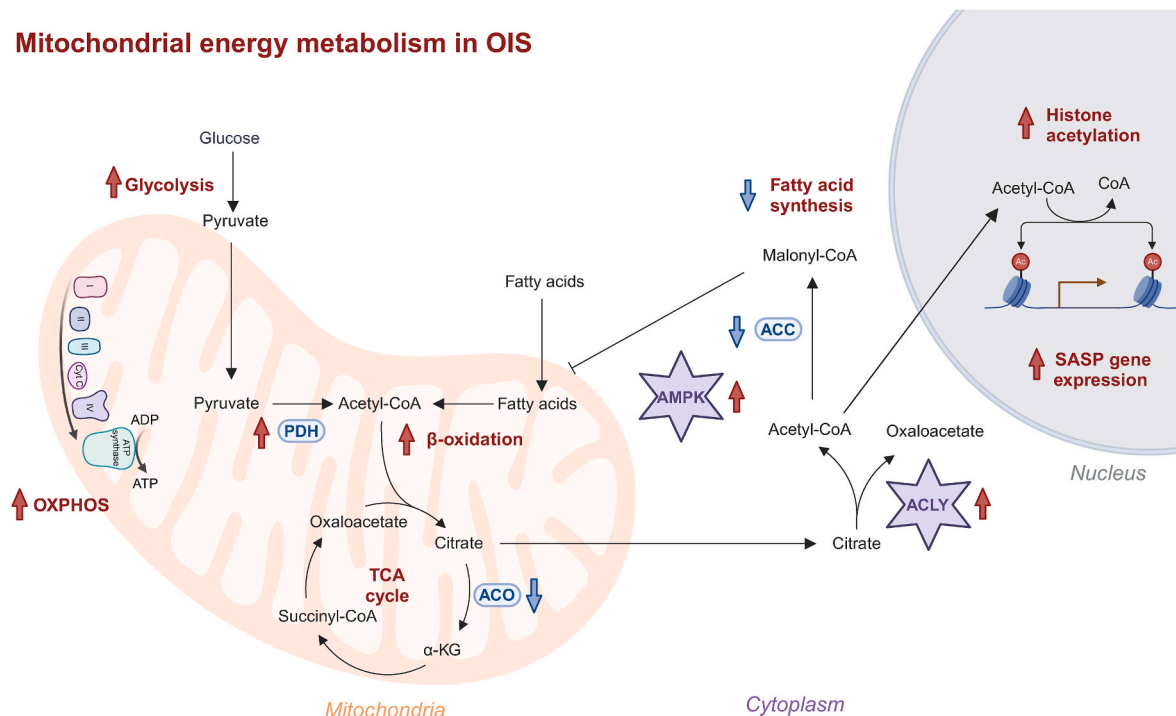 Mitochondrial energy metabolism in OIS
Glucose
Glycolysis
Pyruvate
I
II
III
Cyt C
IV
ATP
synthase
ADP
ATP
OXPHOS
Pyruvate
PDH
Acetyl-CoA
β-oxidation
Fatty acids
Fatty acids
Oxaloacetate
Citrate
TCA
cycle
ACO
Succinyl-CoA
α-KG
Mitochondria
Fatty acid
synthesis
Malonyl-CoA
ACC
AMPK
Acetyl-CoA
Oxaloacetate
ACLY
Citrate
Cytoplasm
Histone
acetylation
Acetyl-CoA
CoA
Ac
Ac
SASP gene
expression
Nucleus